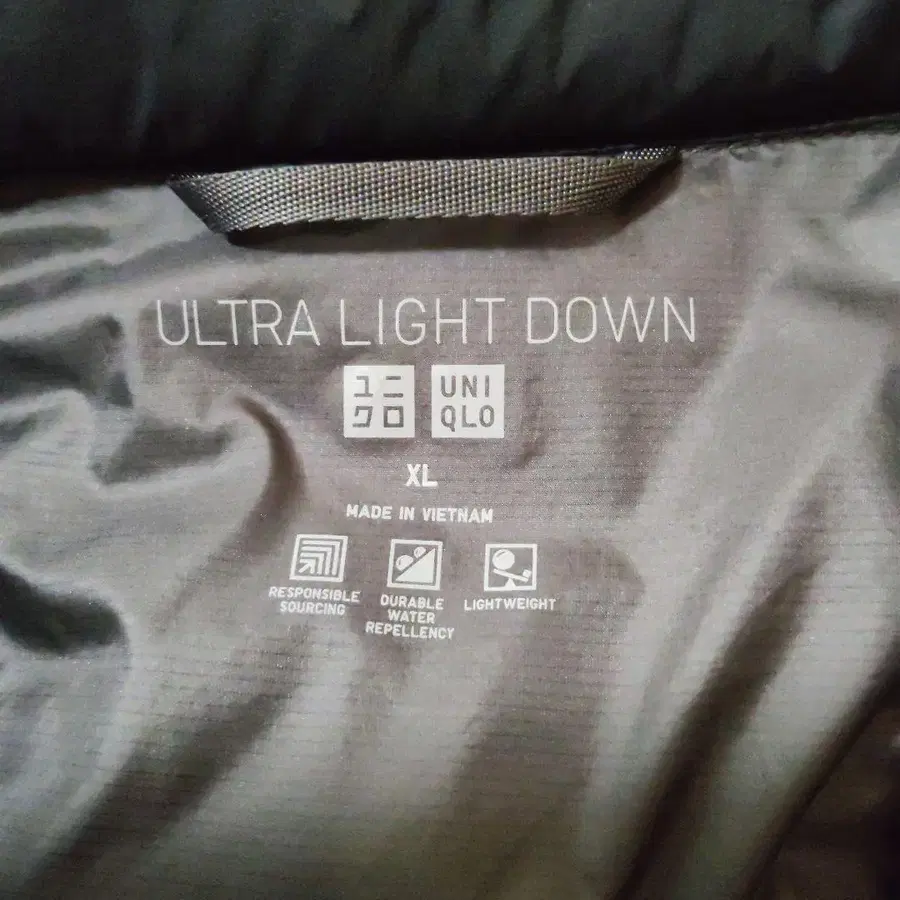 ULTRA LIGHT DOWN
ユニ UNI
クロ QLO
XL
MADE IN VIETNAM
RESPONSIBLE
SOURCING
DURABLE
WATER
REPELLENCY
LIGHTWEIGHT